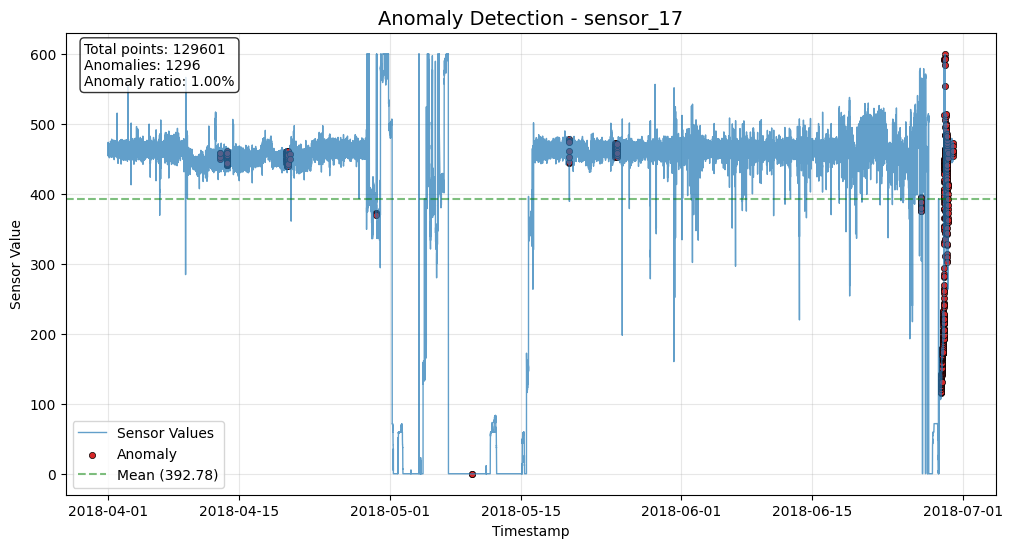 Anomaly Detection - sensor_17
Total points: 129601
Anomalies: 1296
Anomaly ratio: 1.00%
600
500
400
300
200
100
0
Sensor Value
Sensor Values
Anomaly
Mean (392.78)
2018-04-01
2018-04-15
2018-05-01
2018-05-15
2018-06-01
2018-06-15
2018-07-01
Timestamp